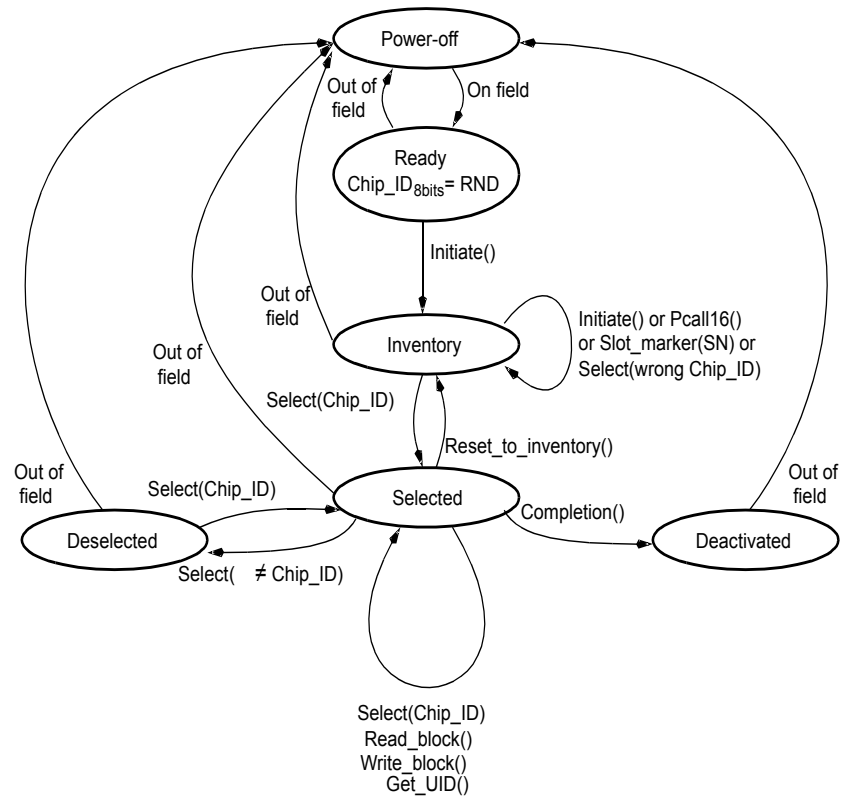 Power-off
Out of
field
On field
Ready
Chip_ID8bits= RND
Initiate()
Out of
field
Inventory
Initiate() or Pcall16()
or Slot_marker(SN) or
Select(wrong Chip_ID)
Out of
field
Select(Chip_ID)
Reset_to_inventory()
Out of
field
Select(Chip_ID)
Selected
Completion()
Out of
field
Deselected
Deactivated
Select( ≠ Chip_ID)
Select(Chip_ID)
Read_block()
Write_block()
Get_UID()